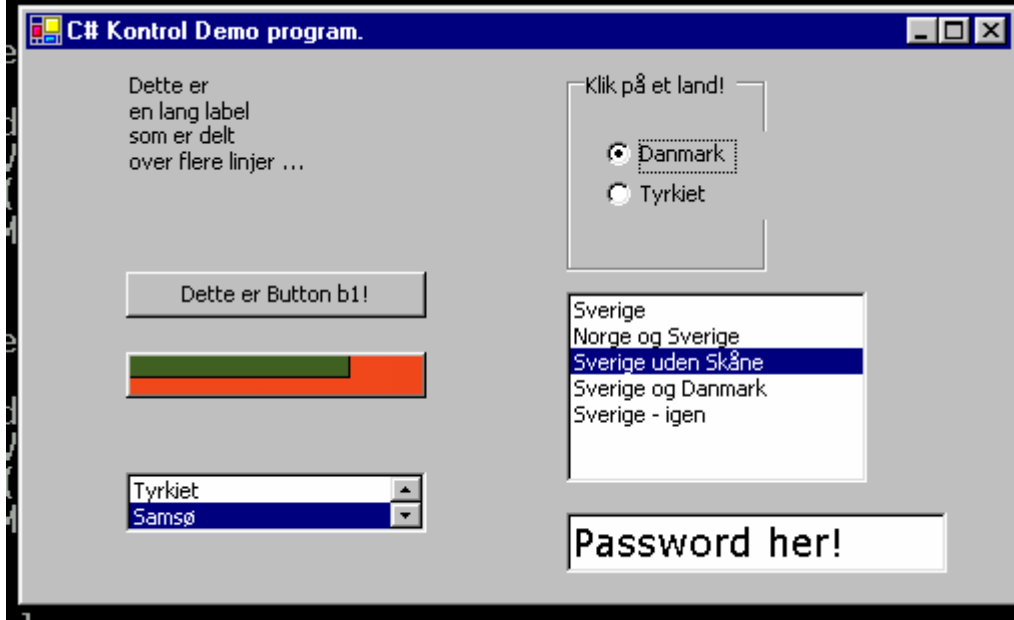 C# Kontrol Demo program.
Dette er
en lang label
som er delt
over flere linjer ...
Klik på et land!
Danmark
Tyrkiet
Dette er Button b1!
Sverige
Norge og Sverige
Sverige uden Skåne
Sverige og Danmark
Sverige - igen
Tyrkiet
Samsø
Password her!